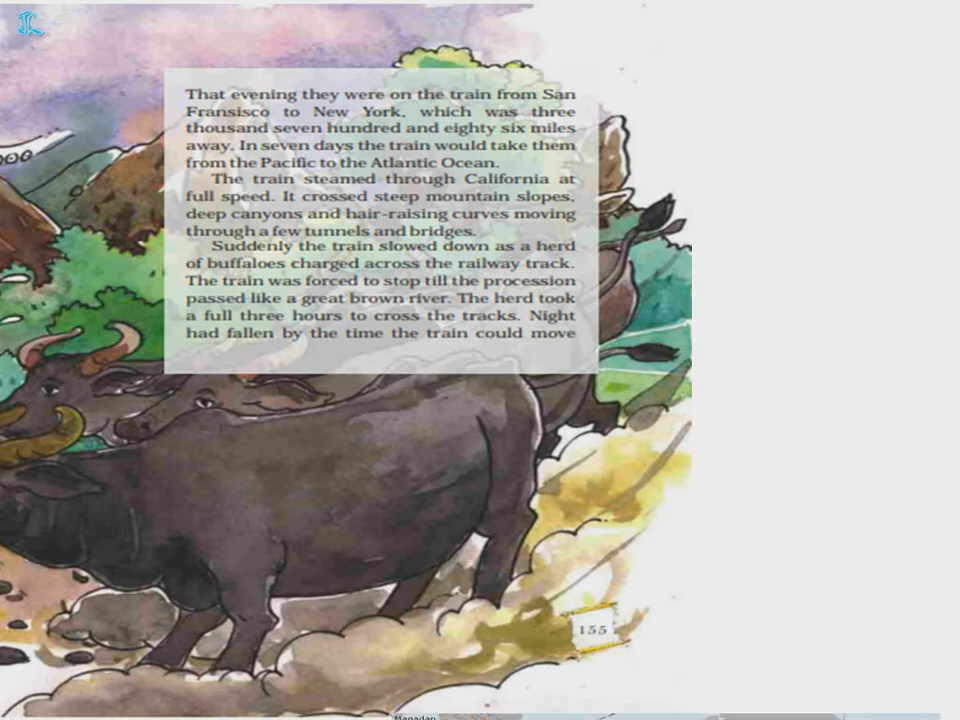 JL
That evening they were on the train from San
Fransisco to New York, which was three
thousand seven hundred and eighty six miles
away. In seven days the train would take them
from the Pacific to the Atlantic Ocean.
The train steamed through California at
full speed. It crossed steep mountain slopes,
deep canyons and hair-raising curves moving
through a few tunnels and bridges.
Suddenly the train slowed down as a herd
of buffaloes charged across the railway track.
The train was forced to stop till the procession
passed like a great brown river. The herd took
a full three hours to cross the tracks. Night
had fallen by the time the train could move
155
Magadan